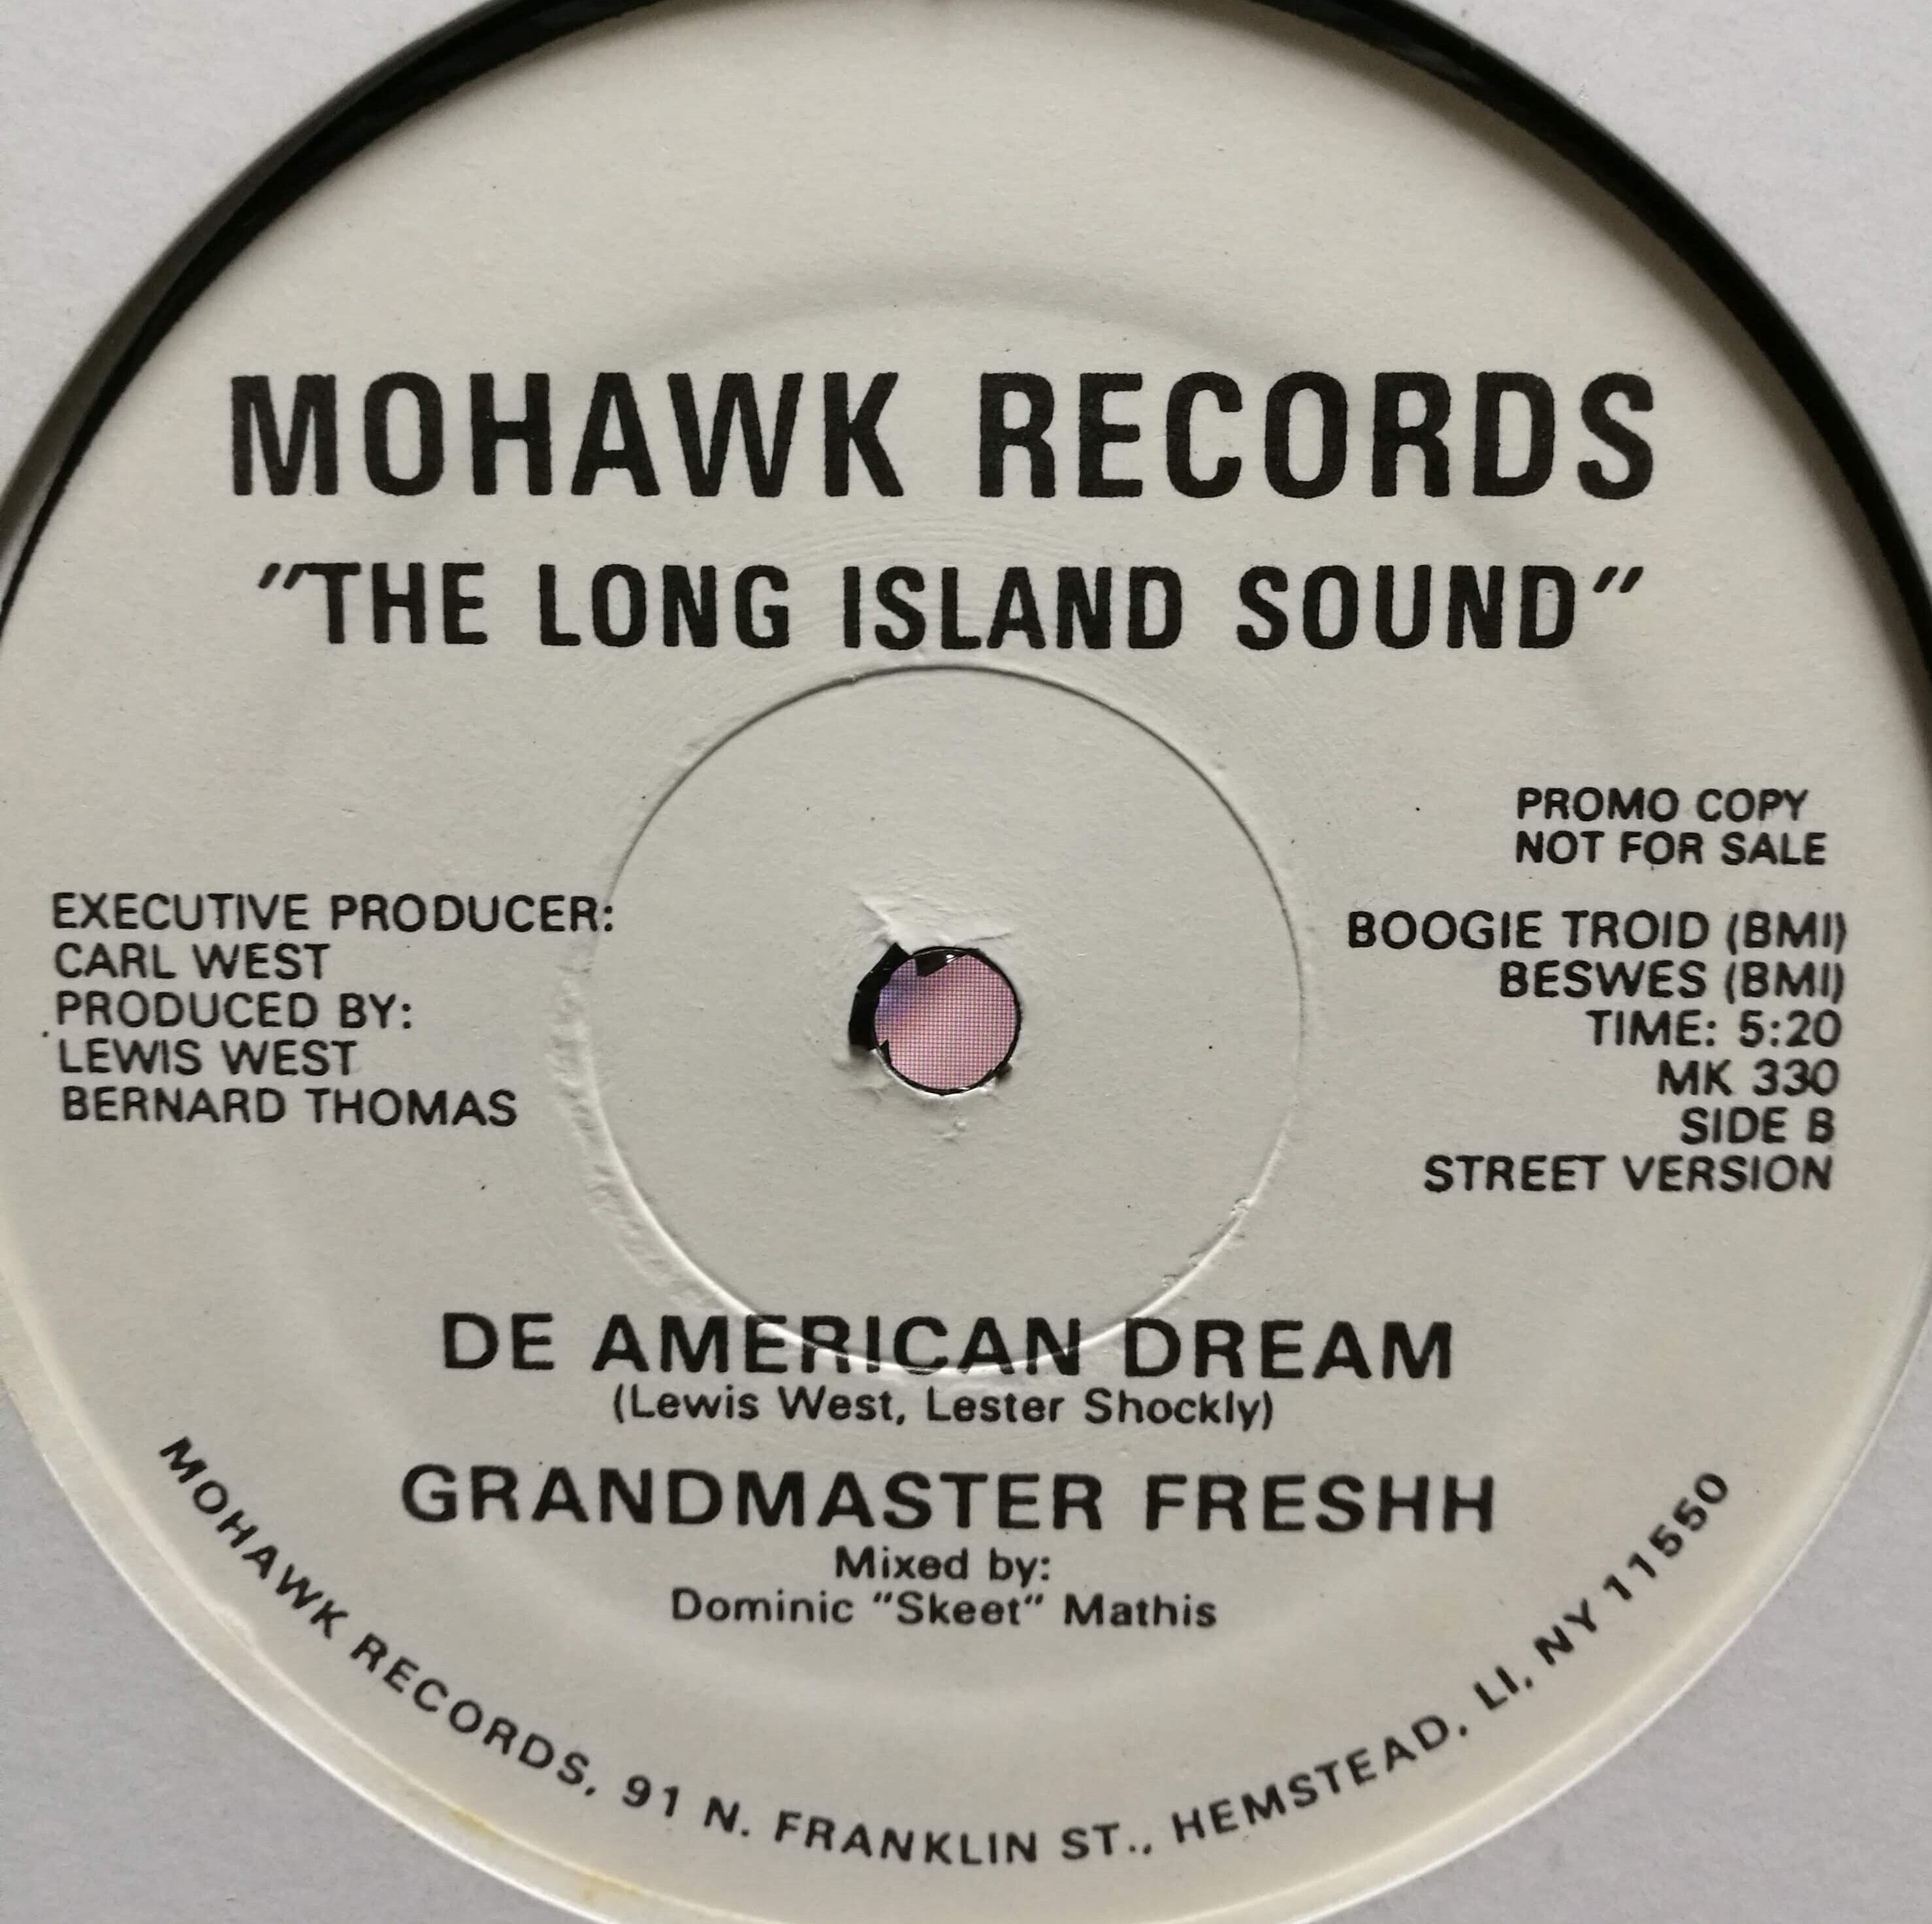 MOHAWK RECORDS
"THE LONG ISLAND SOUND"
PROMO COPY
NOT FOR SALE
EXECUTIVE PRODUCER:
CARL WEST
PRODUCED BY:
LEWIS WEST
BERNARD THOMAS
BOOGIE TROID (BMI)
BESWES (BMI)
TIME: 5:20
MK 330
SIDE B
STREET VERSION
DE AMERICAN DREAM
(Lewis West, Lester Shockly)
GRANDMASTER FRESHH
Mixed by:
Dominic "Skeet" Mathis
MOHAWK RECORDS, 91 N. FRANKLIN ST., HEMSTEAD, LI, NY 11550